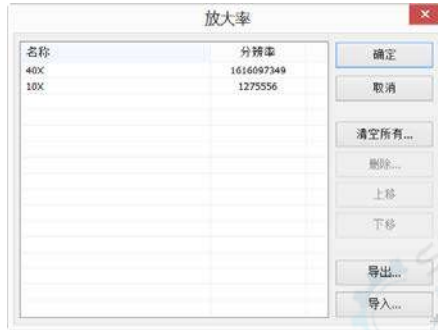 放大率
名称 分辨率
40X 1616097349
10X 1275556
确定
取消
清空所有...
删除...
上移
下移
导出...
导入...